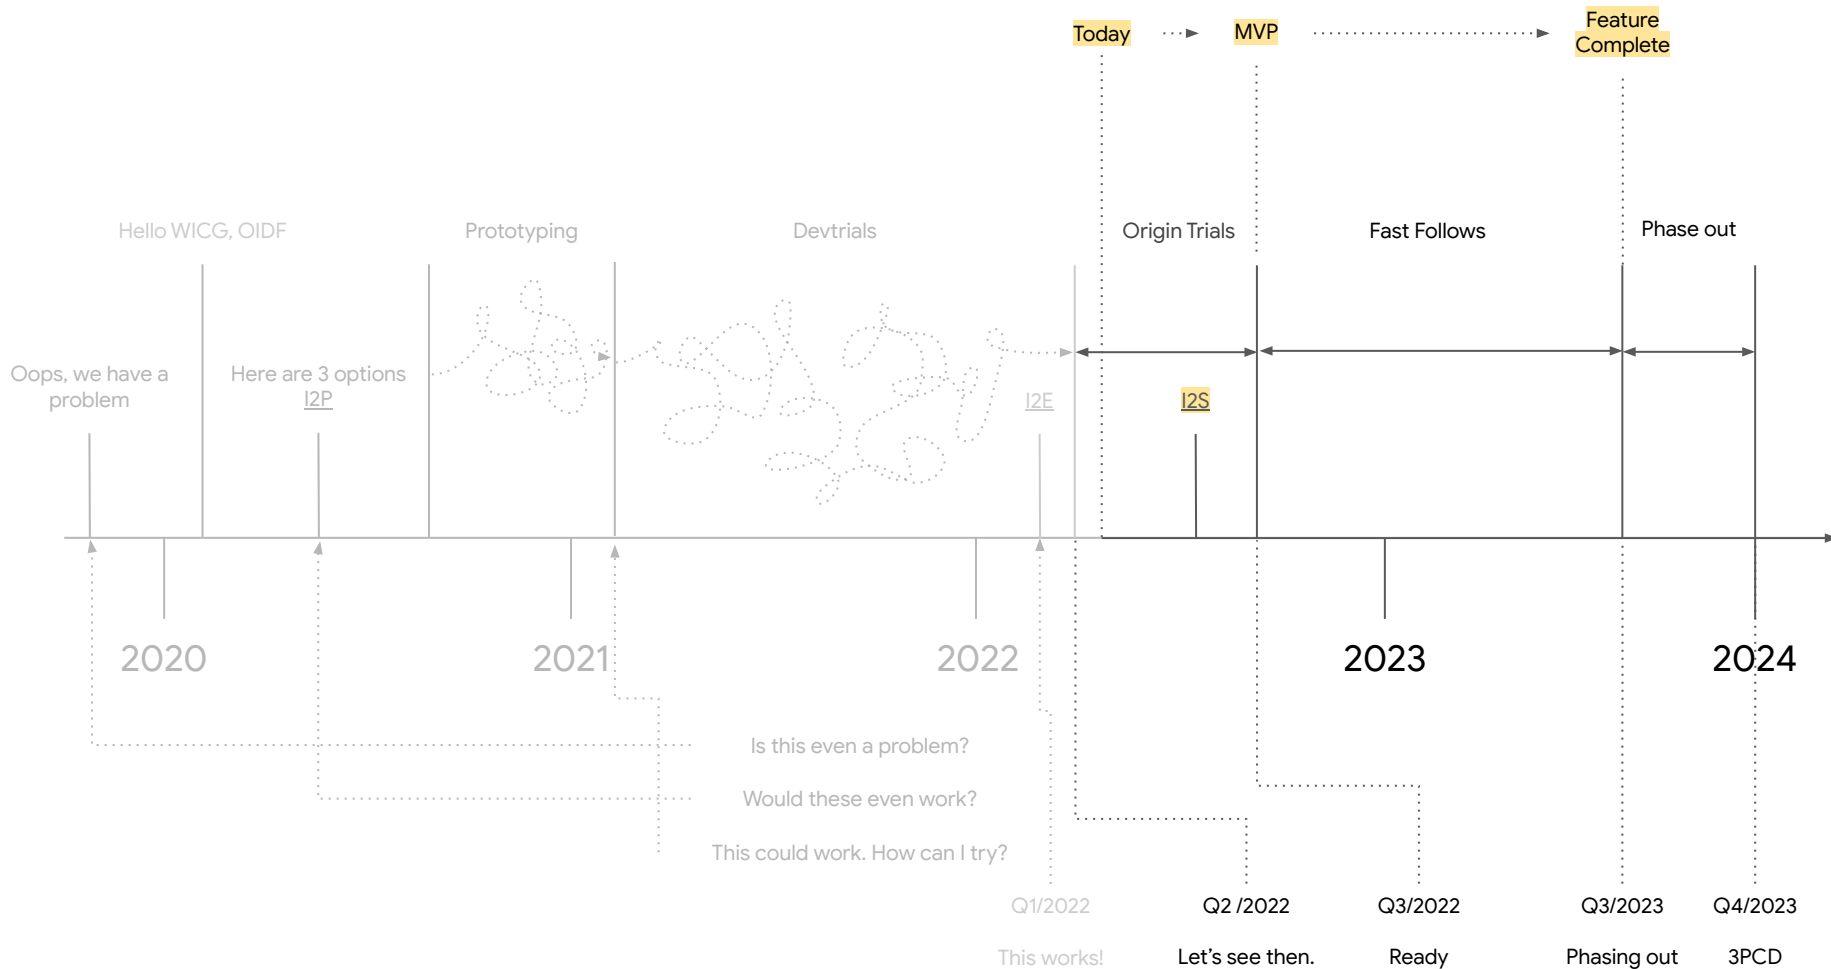 Today
MVP
Feature
Complete
Hello WICG, OIDF
Prototyping
Devtrials
Origin Trials
Fast Follows
Phase out
Oops, we have a
problem
Here are 3 options
I2P
I2E
I2S
2020
2021
2022
2023
2024
Is this even a problem?
Would these even work?
This could work. How can I try?
Q1/2022
Q2 /2022
Q3/2022
Q3/2023
Q4/2023
This works!
Let's see then.
Ready
Phasing out
3PCD